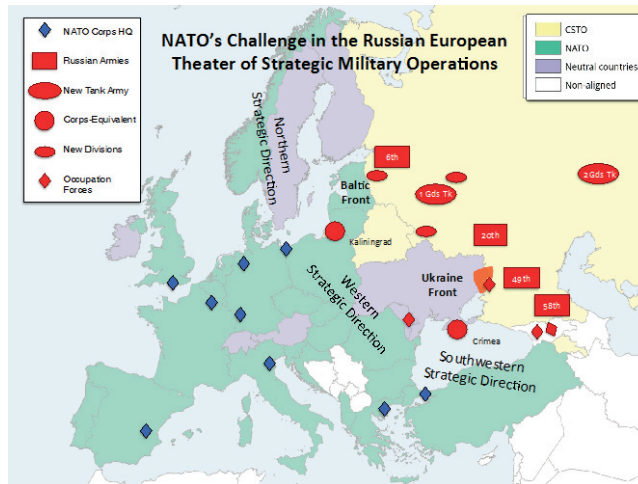 NATO's Challenge in the Russian European
Theater of Strategic Military Operations
NATO Corps HQ
Russian Armies
New Tank Army
Corps-Equivalent
New Divisions
Occupation
Forces
CSTO
NATO
Neutral countries
Non-aligned
Northern
Strategic Direction
6th
Baltic
Front
1 Gds Tk
2 Gds Tk
Kaliningrad
20th
Western
Strategic Direction
Ukraine
Front
49th
58th
Crimea
Southwestern
Strategic Direction